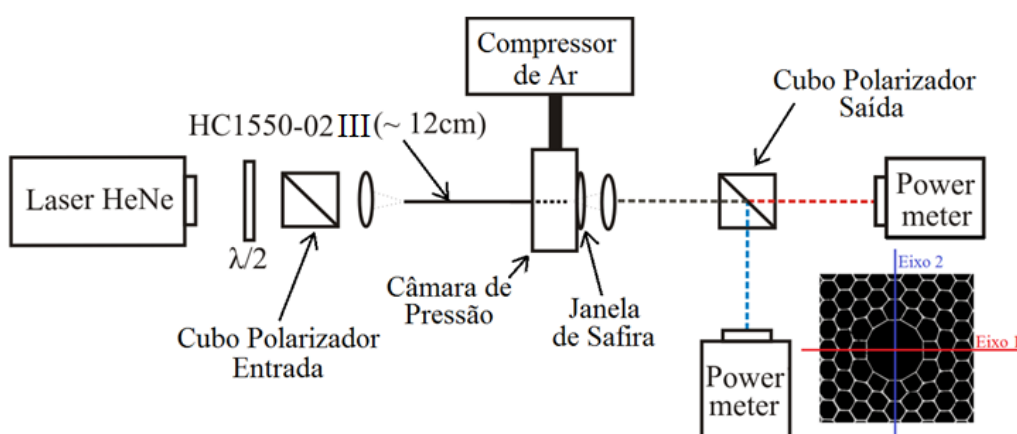 Compressor
de Ar
Cubo Polarizador
Saída
HC1550-02 III (~ 12cm)
Laser HeNe
λ/2
Power
meter
Câmara de
Pressão
Janela
de Safira
Cubo Polarizador
Entrada
Eixo 2
Eixo 1
Power
meter